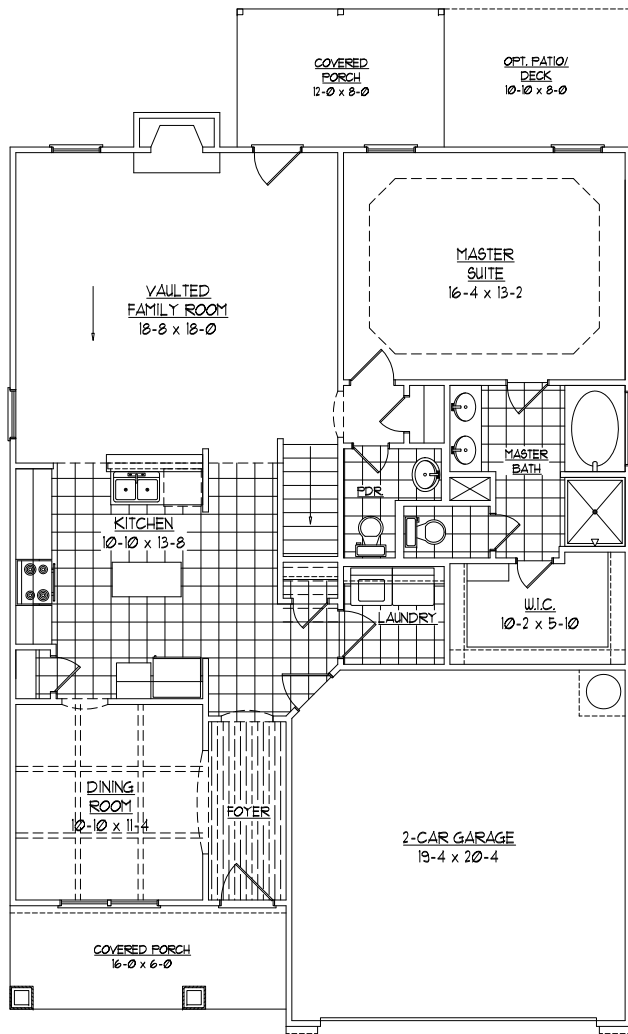 COVERED
PORCH
12-0 x 8-0
OPT. PATIO/
DECK
10-10 x 8-0
VAULTED
FAMILY ROOM
18-8 x 18-0
MASTER
SUITE
16-4 x 13-2
MASTER
BATH
PDR
KITCHEN
10-10 x 13-8
LAUNDRY
W.I.C.
10-2 x 5-10
DINING
ROOM
10-10 x 11-4
FOYER
2-CAR GARAGE
19-4 x 20-4
COVERED PORCH
16-0 x 6-0